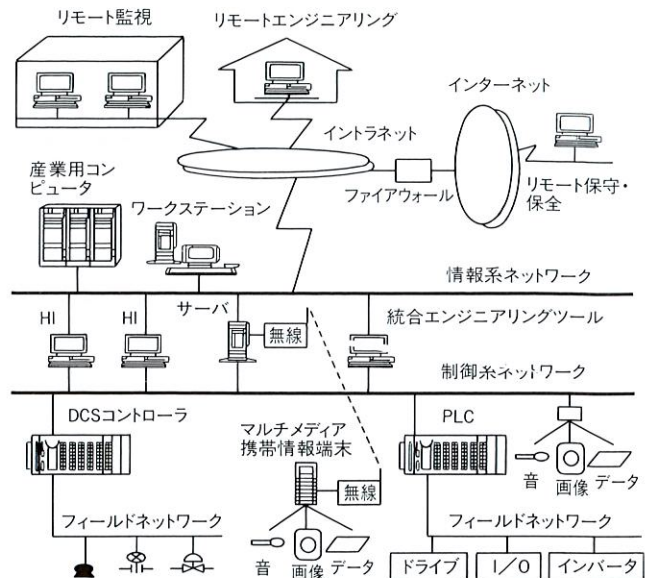 リモート監視
リモートエンジニアリング
インターネット
イントラネット
産業用コン
ピュータ
ワークステーション
ファイアウォール
リモート保守・
保全
情報系ネットワーク
HI
HI
サーバ
無線
統合エンジニアリングツール
制御系ネットワーク
DCSコントローラ
マルチメディア
携帯情報端末
PLC
無線
音
画像
データ
フィールドネットワーク
フィールドネットワーク
音
画像
データ
ドライブ
I/O
インバータ